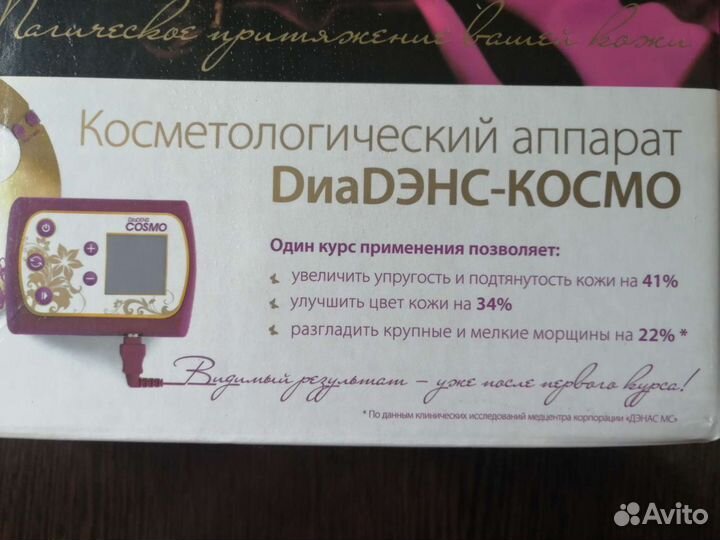 Магическое притяжение вашей кожи
Косметологический аппарат
DиаDЭНС-КОСМО
DiaDENS
COSMO
Один курс применения позволяет:
увеличить упругость и подтянутость кожи на 41%
улучшить цвет кожи на 34%
разгладить крупные и мелкие морщины на 22% *
Видимый результат – уже после первого курса!
* По данным клинических исследований медцентра корпорации «ДЭНАС МС»
Avito